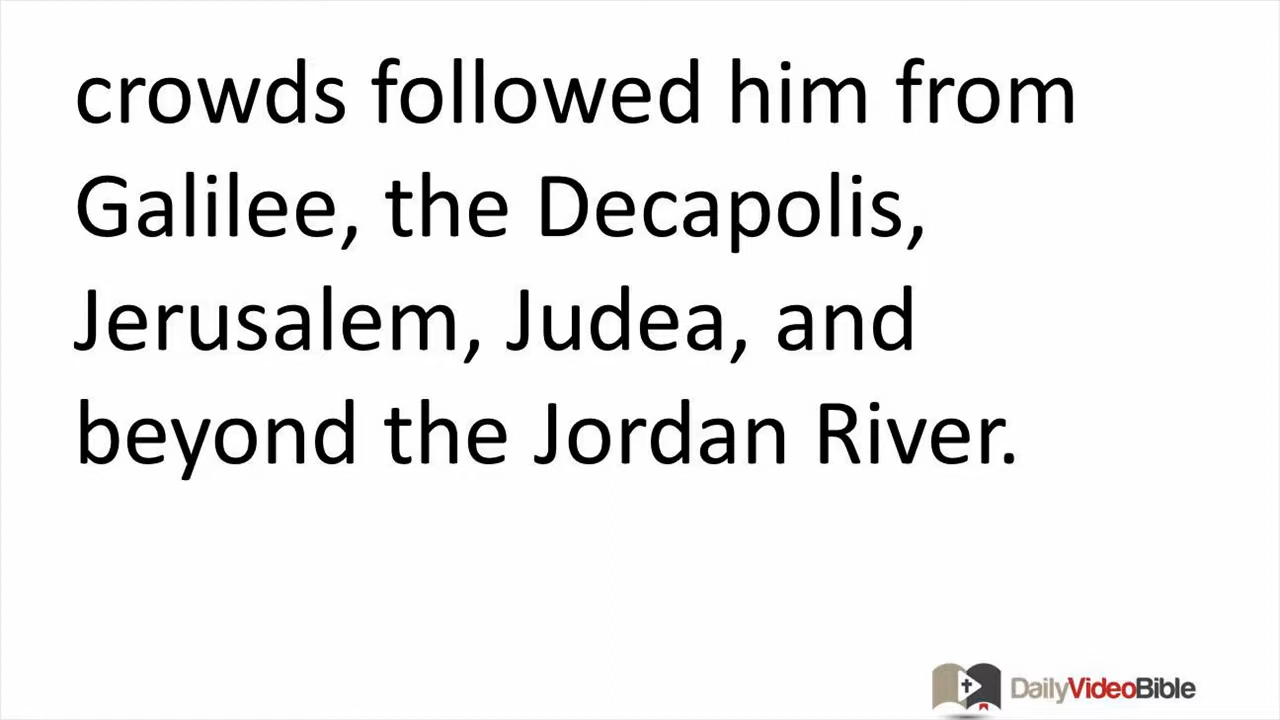 crowds followed him from
Galilee, the Decapolis,
Jerusalem, Judea, and
beyond the Jordan River.
DailyVideoBible